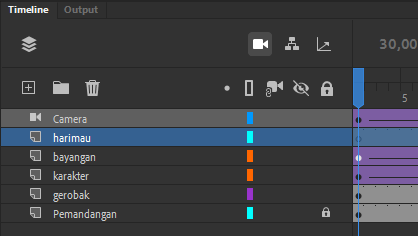 Timeline Output
30,00
5
Camera
harimau
bayangan
karakter
gerobak
Pemandangan